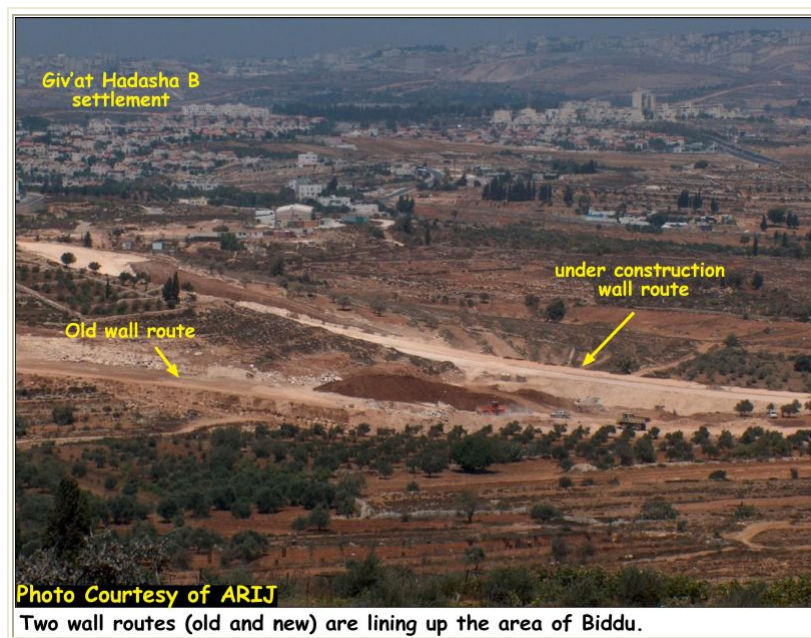 Giv'at Hadasha B
settlement
under construction
wall route
Old wall route
Photo Courtesy of ARIJ
Two wall routes (old and new) are lining up the area of Biddu.